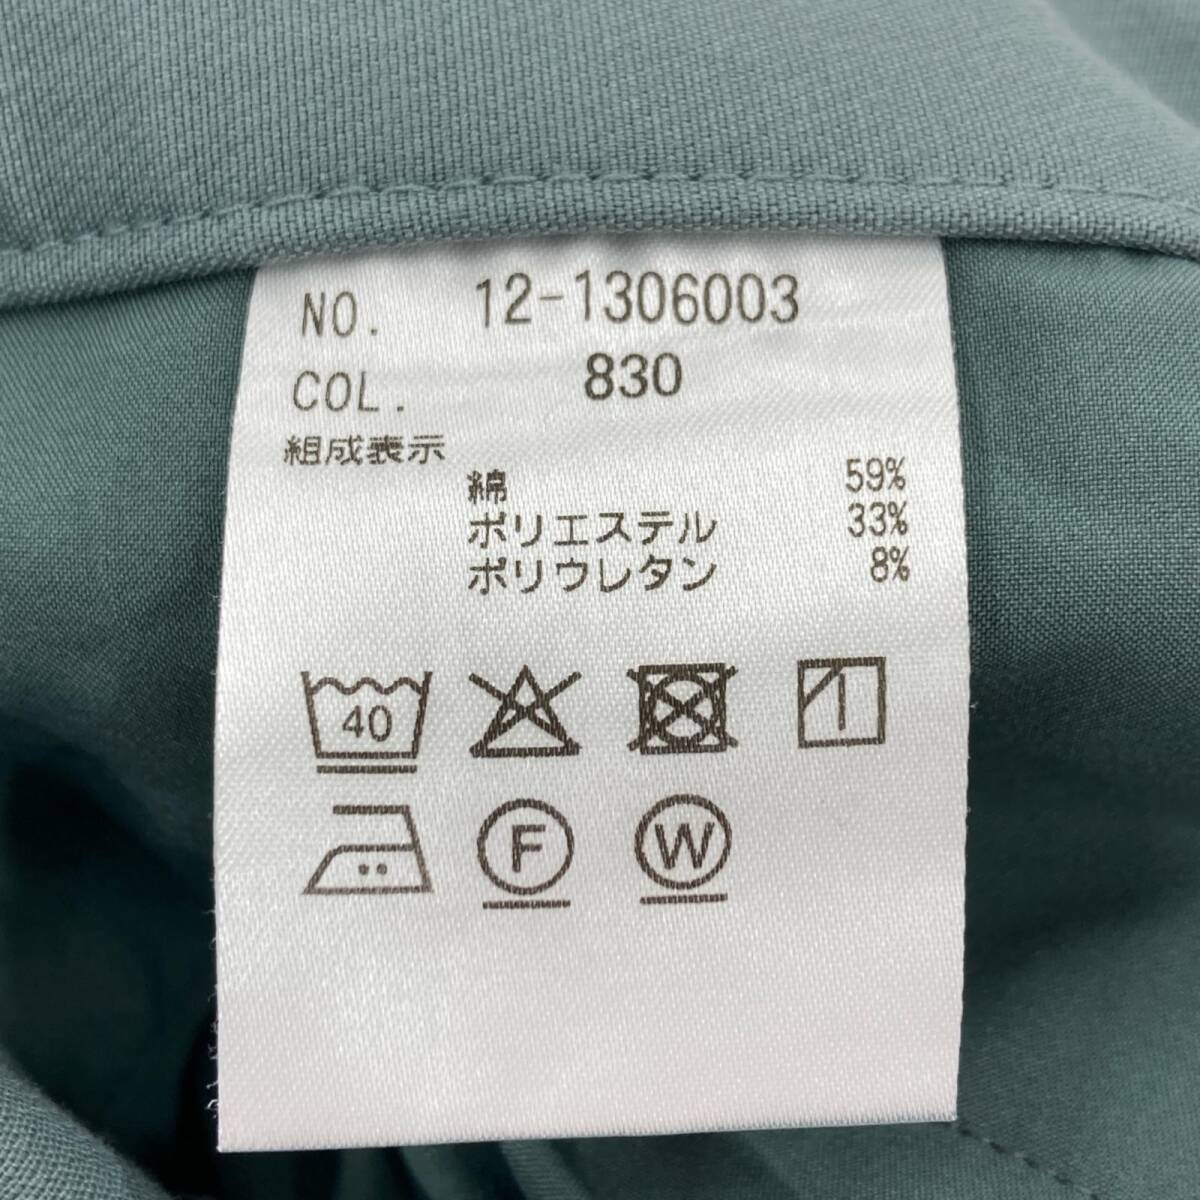 NO. 12-1306003
COL. 830
組成表示
綿 59%
ポリエステル 33%
ポリウレタン 8%
40
F W